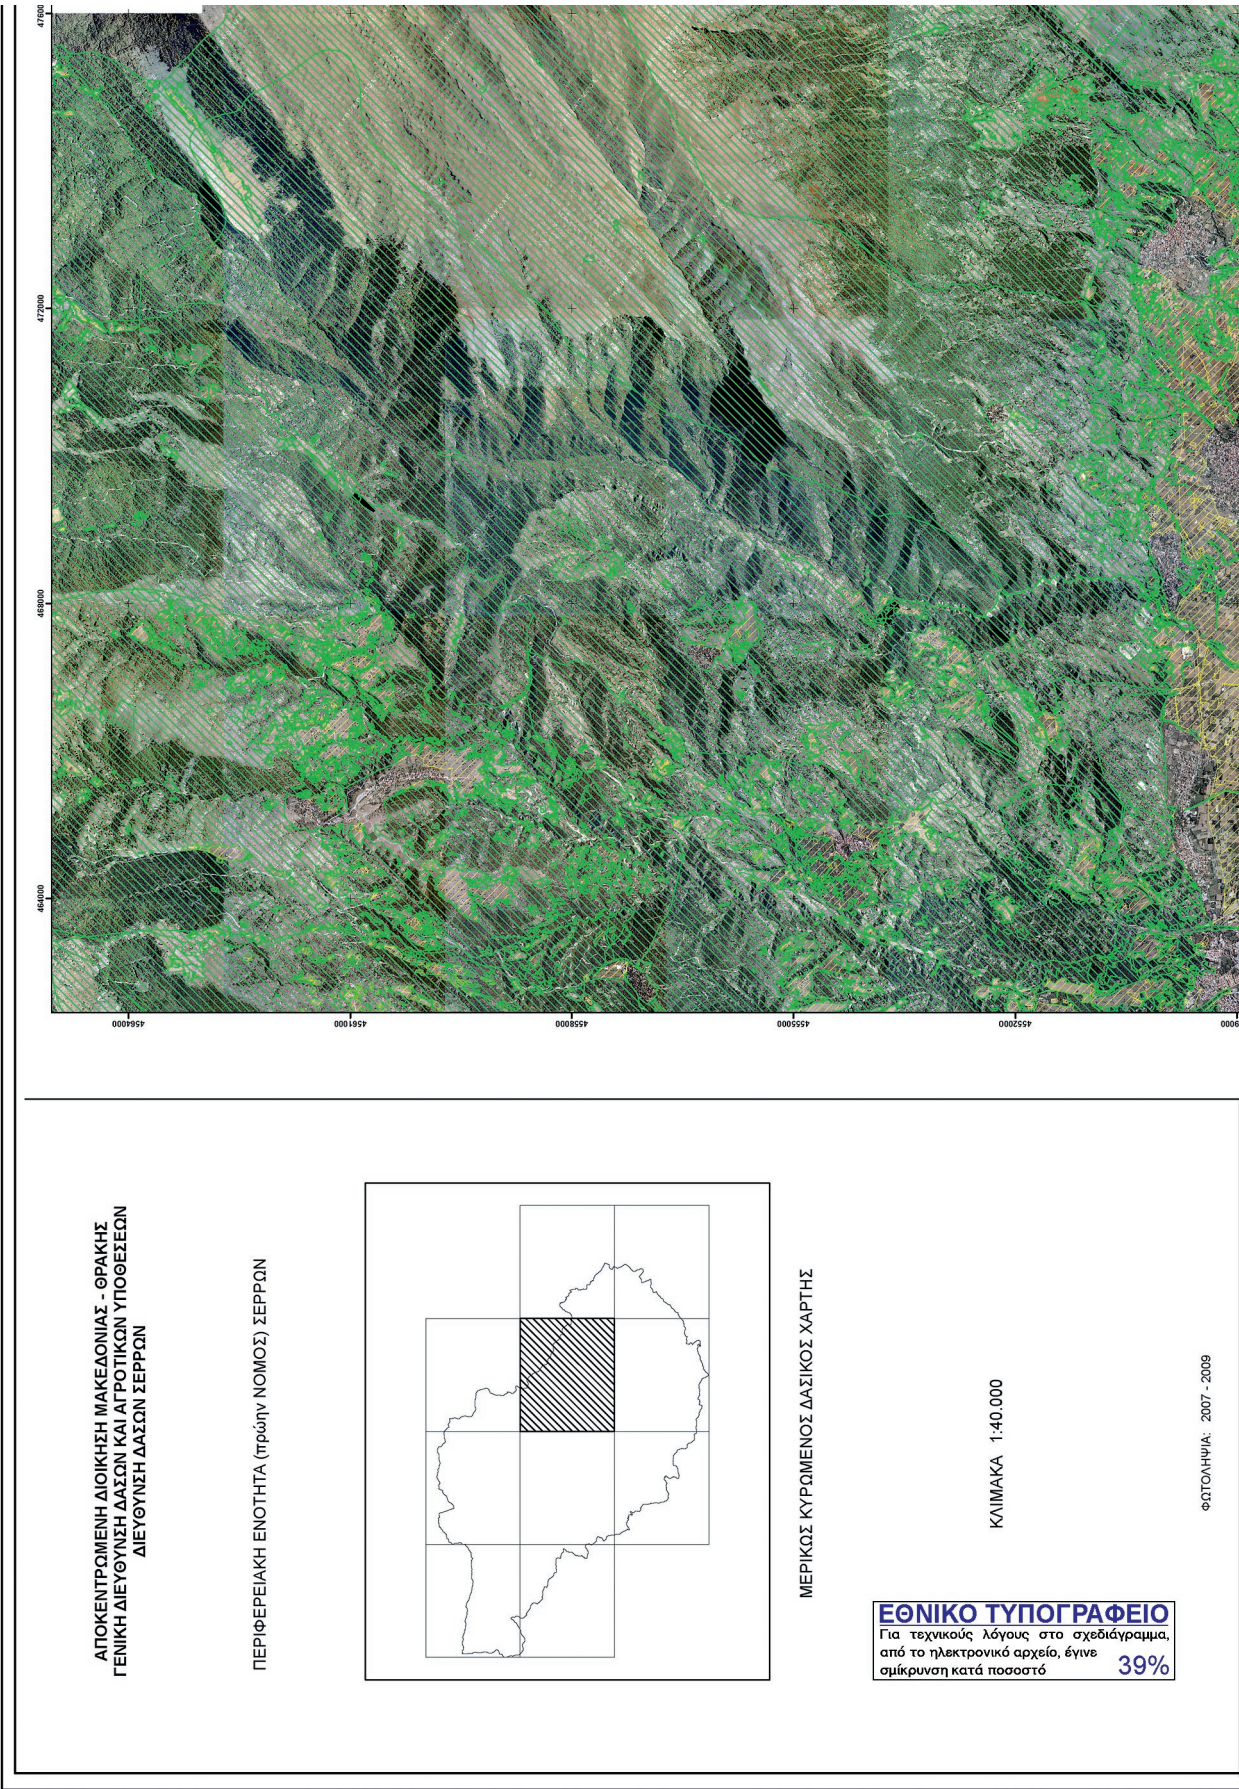 ΑΠΟΚΕΝΤΡΩΜΕΝΗ ΔΙΟΙΚΗΣΗ ΜΑΚΕΔΟΝΙΑΣ - ΘΡΑΚΗΣ
ΓΕΝΙΚΗ ΔΙΕΥΘΥΝΣΗ ΔΑΣΩΝ ΚΑΙ ΑΓΡΟΤΙΚΩΝ ΥΠΟΘΕΣΕΩΝ
ΔΙΕΥΘΥΝΣΗ ΔΑΣΩΝ ΣΕΡΡΩΝ
ΠΕΡΙΦΕΡΕΙΑΚΗ ΕΝΟΤΗΤΑ (πρώην ΝΟΜΟΣ) ΣΕΡΡΩΝ
ΜΕΡΙΚΩΣ ΚΥΡΩΜΕΝΟΣ ΔΑΣΙΚΟΣ ΧΑΡΤΗΣ
ΚΛΙΜΑΚΑ 1:40.000
ΦΩΤΟΛΗΨΙΑ: 2007 - 2009
ΕΘΝΙΚΟ ΤΥΠΟΓΡΑΦΕΙΟ
Για τεχνικούς λόγους στο σχεδιάγραμμα,
από το ηλεκτρονικό αρχείο, έγινε
σμίκρυνση κατά ποσοστό 39%
464000
468000
472000
47600
4564000
4561000
4558000
4555000
4552000